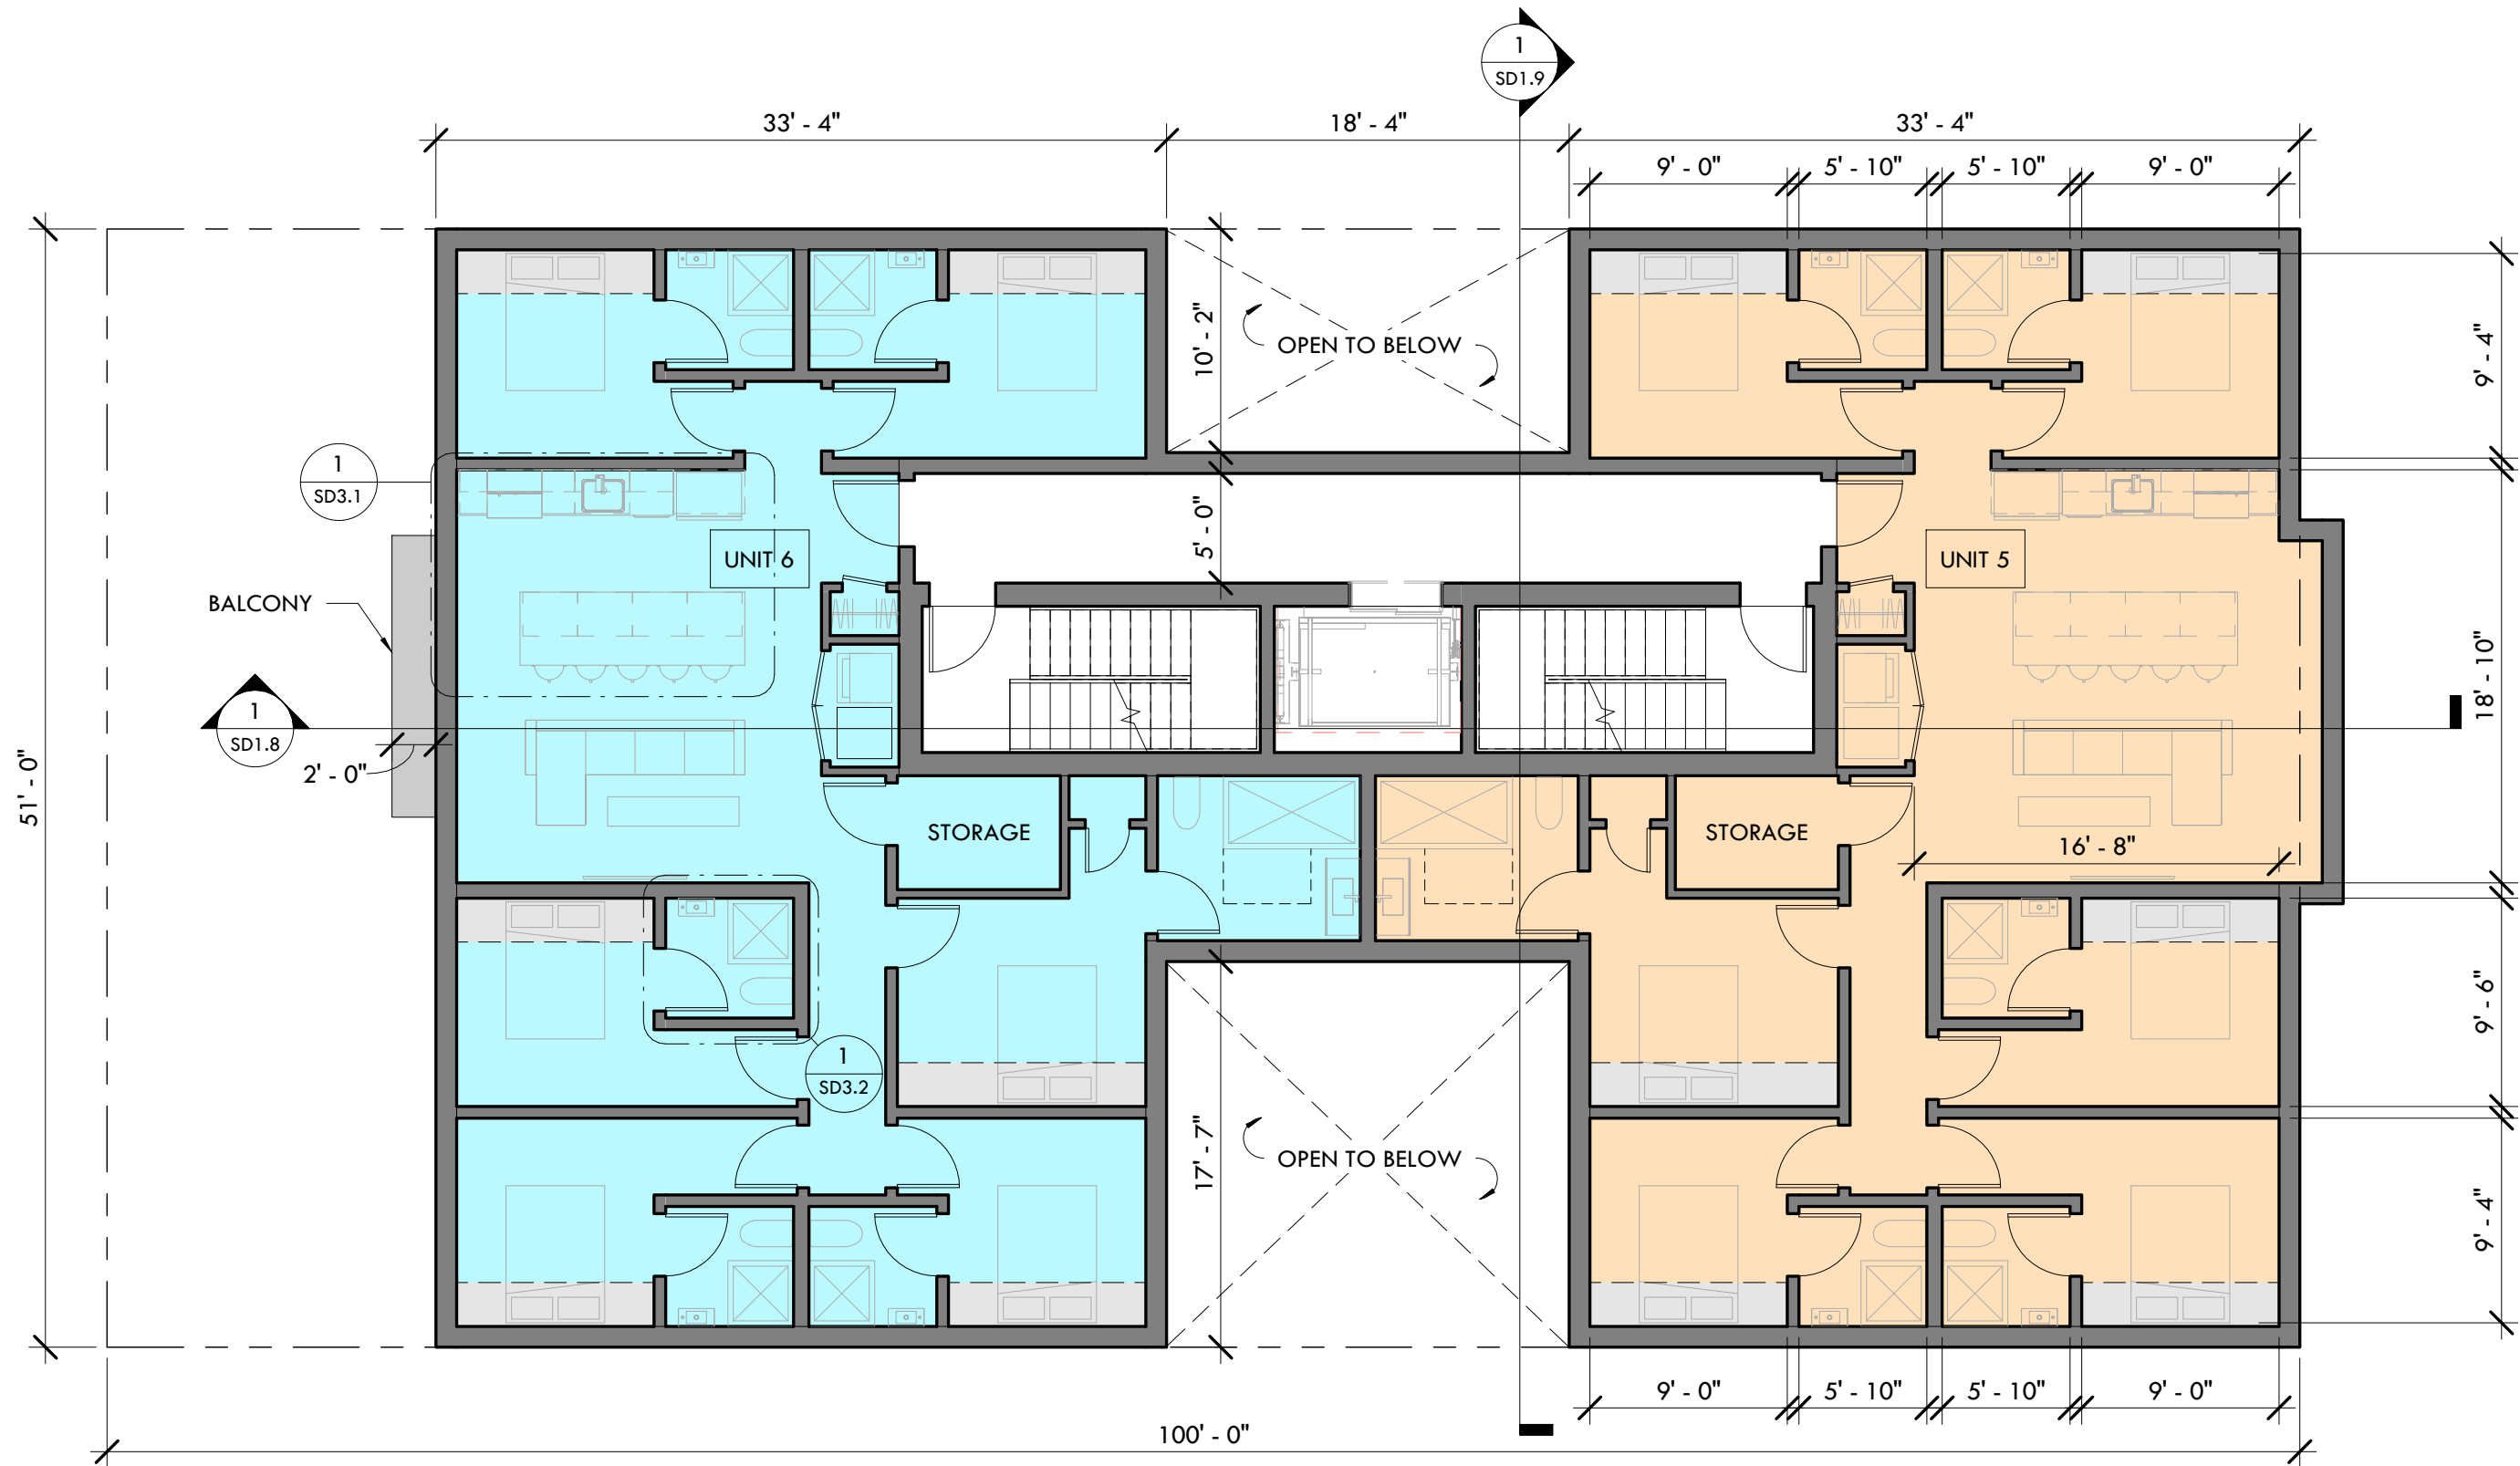 1
SD1.9
33' - 4"
18' - 4"
33' - 4"
9' - 0"
5' - 10"
5' - 10"
9' - 0"
10' - 2"
OPEN TO BELOW
9' - 4"
1
SD3.1
5' - 0"
UNIT 6
UNIT 5
BALCONY
18' - 10"
1
SD1.8
2' - 0"
51' - 0"
STORAGE
STORAGE
16' - 8"
9' - 6"
1
SD3.2
17' - 7"
OPEN TO BELOW
9' - 4"
9' - 0"
5' - 10"
5' - 10"
9' - 0"
100' - 0"